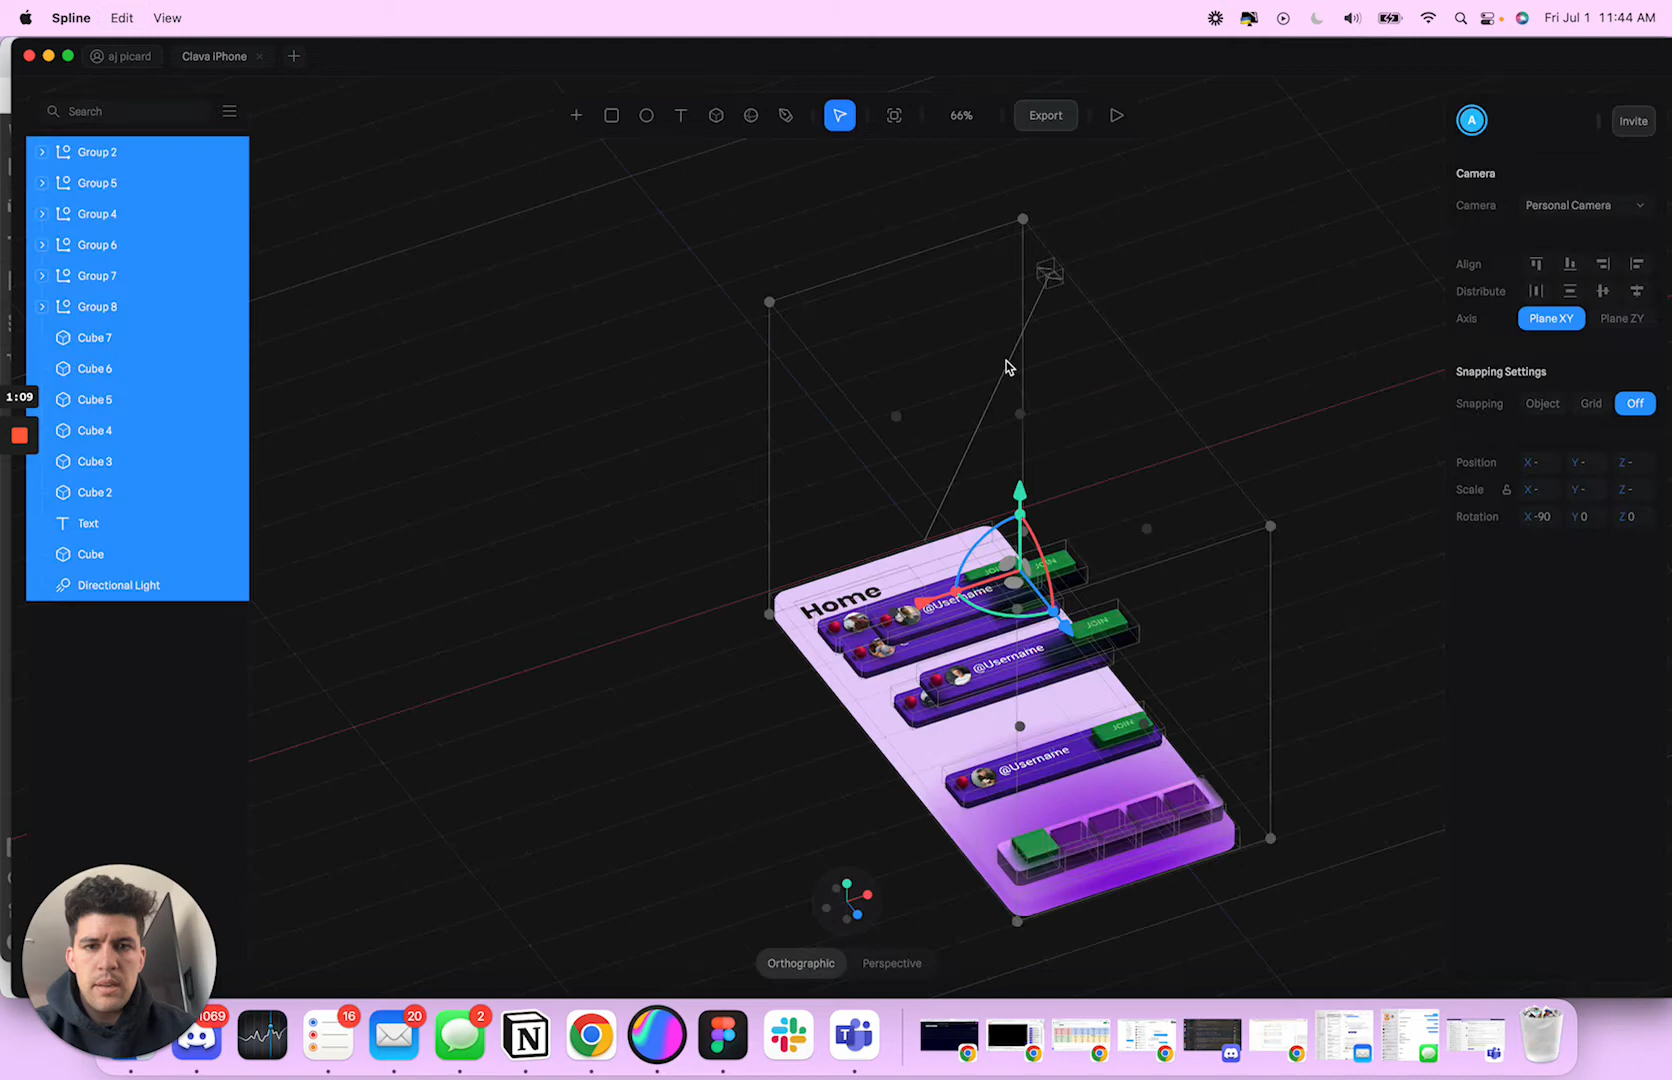 Spline Edit View
Fri Jul 1 11:44 AM
aj picard
Clava iPhone
Search
66%
Export
A
Invite
Group 2
Group 5
Group 4
Group 6
Group 7
Group 8
Cube 7
Cube 6
Cube 5
Cube 4
Cube 3
Cube 2
Text
Cube
Directional Light
1:09
Camera
Camera Personal Camera
Align
Distribute
Axis Plane XY Plane ZY
Snapping Settings
Snapping Object Grid Off
Position X - Y - Z -
Scale X - Y - Z -
Rotation X -90 Y 0 Z 0
Home
JOIN
JOIN
@Username
JOIN
@Username
JOIN
@Username
Orthographic Perspective
1069
16
20
2